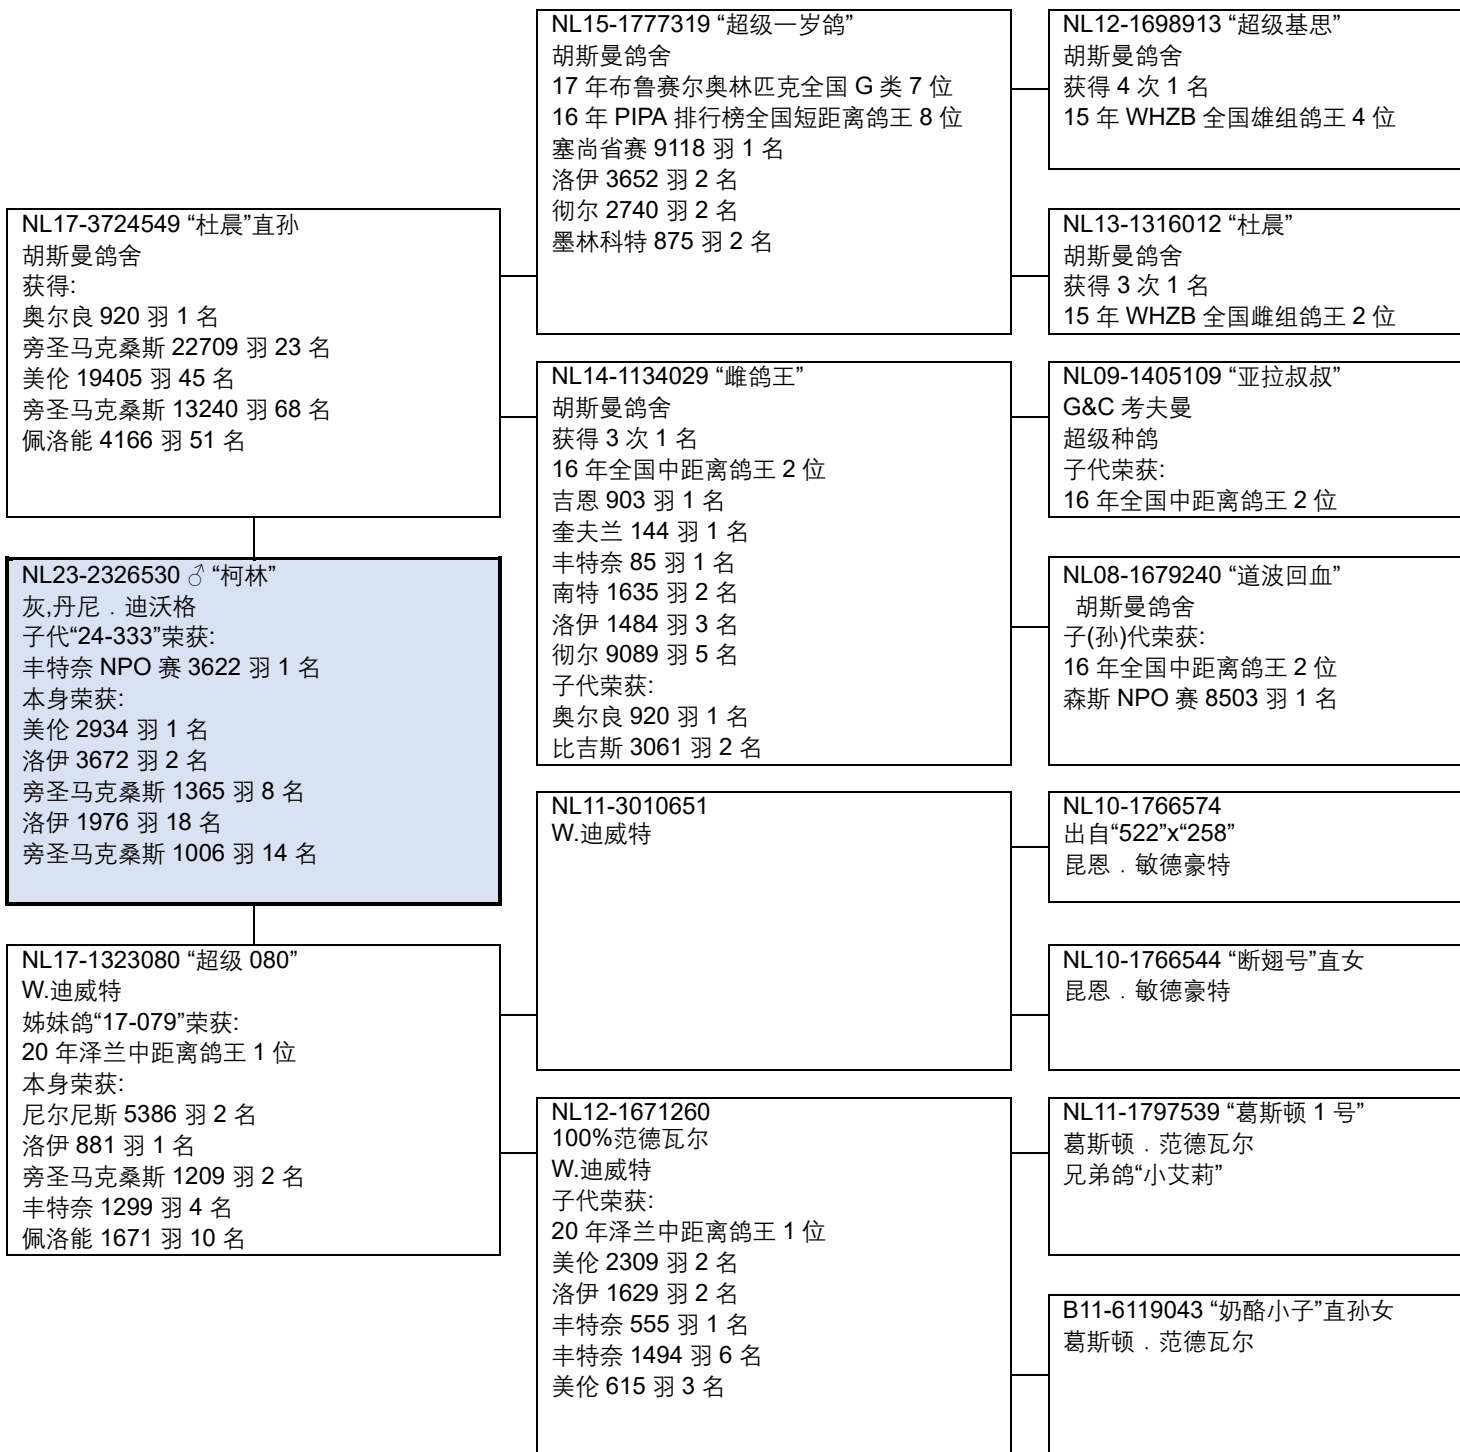 NL17-3724549 “杜晨”直孙
胡斯曼鸽舍
获得:
奥尔良 920 羽 1 名
旁圣马克桑斯 22709 羽 23 名
美伦 19405 羽 45 名
旁圣马克桑斯 13240 羽 68 名
佩洛能 4166 羽 51 名
NL23-2326530 ♂ “柯林”
灰,丹尼．迪沃格
子代“24-333”荣获:
丰特奈 NPO 赛 3622 羽 1 名
本身荣获:
美伦 2934 羽 1 名
洛伊 3672 羽 2 名
旁圣马克桑斯 1365 羽 8 名
洛伊 1976 羽 18 名
旁圣马克桑斯 1006 羽 14 名
NL17-1323080 “超级 080”
W.迪威特
姊妹鸽“17-079”荣获:
20 年泽兰中距离鸽王 1 位
本身荣获:
尼尔尼斯 5386 羽 2 名
洛伊 881 羽 1 名
旁圣马克桑斯 1209 羽 2 名
丰特奈 1299 羽 4 名
佩洛能 1671 羽 10 名
NL15-1777319 “超级一岁鸽”
胡斯曼鸽舍
17 年布鲁赛尔奥林匹克全国 G 类 7 位
16 年 PIPA 排行榜全国短距离鸽王 8 位
塞尚省赛 9118 羽 1 名
洛伊 3652 羽 2 名
彻尔 2740 羽 2 名
墨林科特 875 羽 2 名
NL14-1134029 “雌鸽王”
胡斯曼鸽舍
获得 3 次 1 名
16 年全国中距离鸽王 2 位
吉恩 903 羽 1 名
奎夫兰 144 羽 1 名
丰特奈 85 羽 1 名
南特 1635 羽 2 名
洛伊 1484 羽 3 名
彻尔 9089 羽 5 名
子代荣获:
奥尔良 920 羽 1 名
比吉斯 3061 羽 2 名
NL11-3010651
W.迪威特
NL12-1671260
100%范德瓦尔
W.迪威特
子代荣获:
20 年泽兰中距离鸽王 1 位
美伦 2309 羽 2 名
洛伊 1629 羽 2 名
丰特奈 555 羽 1 名
丰特奈 1494 羽 6 名
美伦 615 羽 3 名
NL12-1698913 “超级基思”
胡斯曼鸽舍
获得 4 次 1 名
15 年 WHZB 全国雄组鸽王 4 位
NL13-1316012 “杜晨”
胡斯曼鸽舍
获得 3 次 1 名
15 年 WHZB 全国雌组鸽王 2 位
NL09-1405109 “亚拉叔叔”
G&C 考夫曼
超级种鸽
子代荣获:
16 年全国中距离鸽王 2 位
NL08-1679240 “道波回血”
胡斯曼鸽舍
子(孙)代荣获:
16 年全国中距离鸽王 2 位
森斯 NPO 赛 8503 羽 1 名
NL10-1766574
出自“522”x“258”
昆恩．敏德豪特
NL10-1766544 “断翅号”直女
昆恩．敏德豪特
NL11-1797539 “葛斯顿 1 号”
葛斯顿．范德瓦尔
兄弟鸽“小艾莉”
B11-6119043 “奶酪小子”直孙女
葛斯顿．范德瓦尔